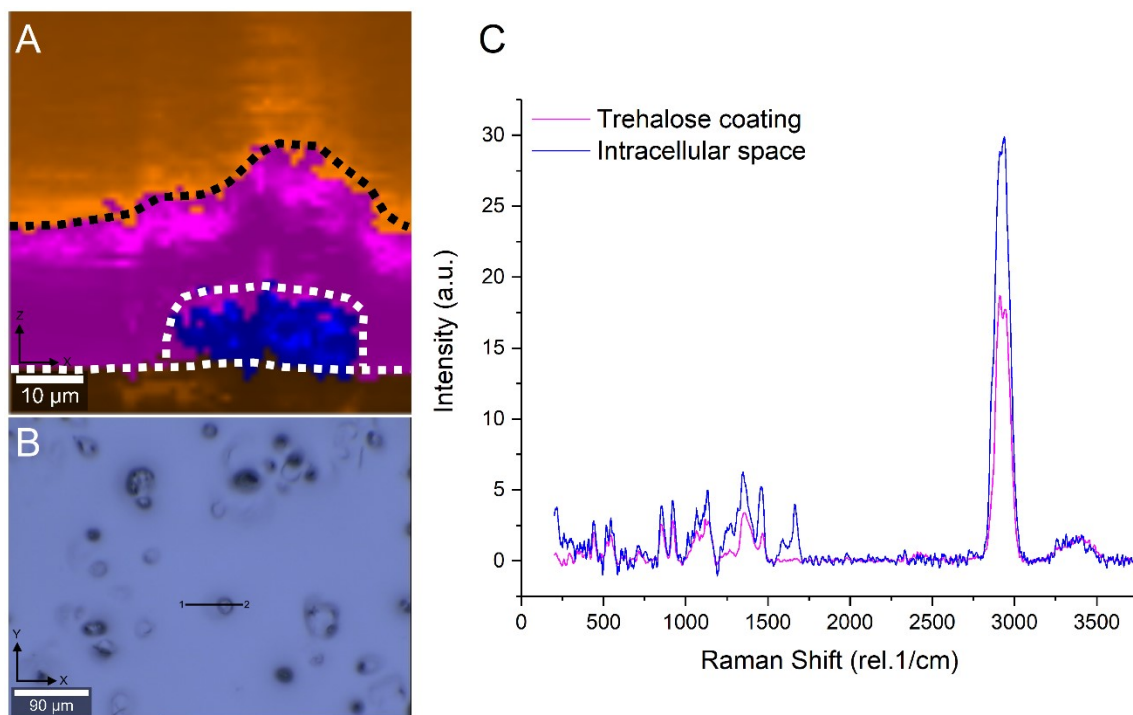 A
Z
X
10 µm
B
1 2
Y
X
90 µm
C
Trehalose coating
Intracellular space
Intensity (a.u.)
30
25
20
15
10
5
0
0 500 1000 1500 2000 2500 3000 3500
Raman Shift (rel.1/cm)